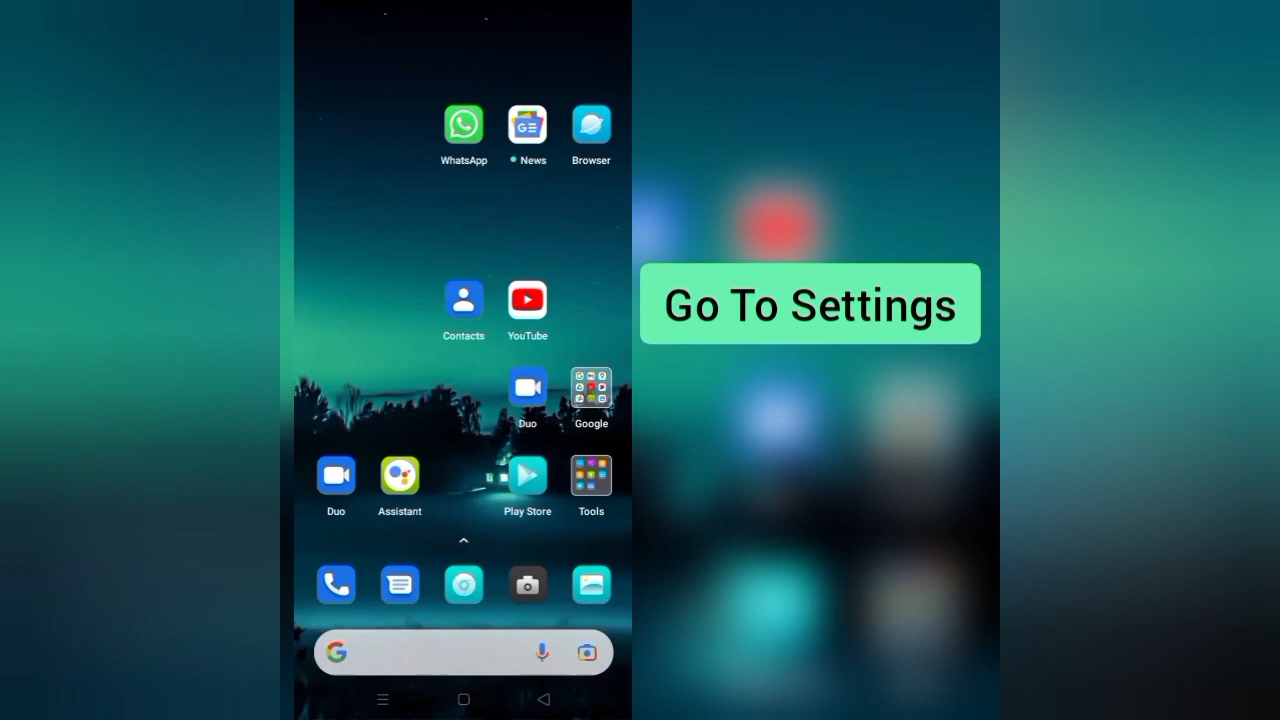 WhatsApp
News
Browser
Contacts
YouTube
Go To Settings
Duo
Google
Duo
Assistant
Play Store
Tools